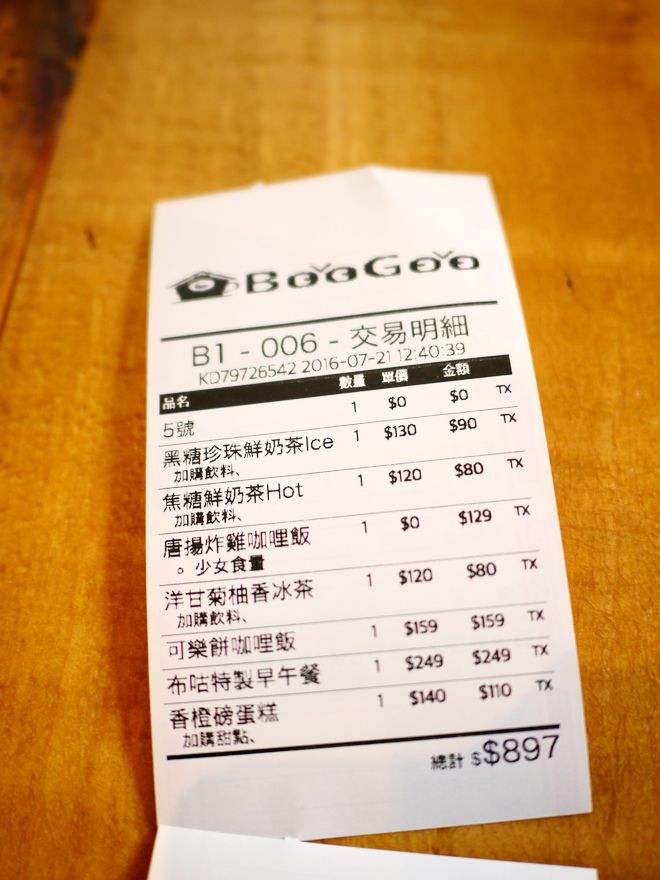 BooGoo
B1 - 006 - 交易明細
KD79726542 2016-07-21 12:40:39
品名 數量 單價 金額
5號 1 $0 $0 TX
黑糖珍珠鮮奶茶Ice 1 $130 $90 TX
加購飲料、
焦糖鮮奶茶Hot 1 $120 $80 TX
加購飲料、
唐揚炸雞咖哩飯 1 $0 $129 TX
。少女食量
洋甘菊柚香冰茶 1 $120 $80 TX
加購飲料、
可樂餅咖哩飯 1 $159 $159 TX
布咕特製早午餐 1 $249 $249 TX
香橙磅蛋糕 1 $140 $110 TX
加購甜點、
總計 $ $897